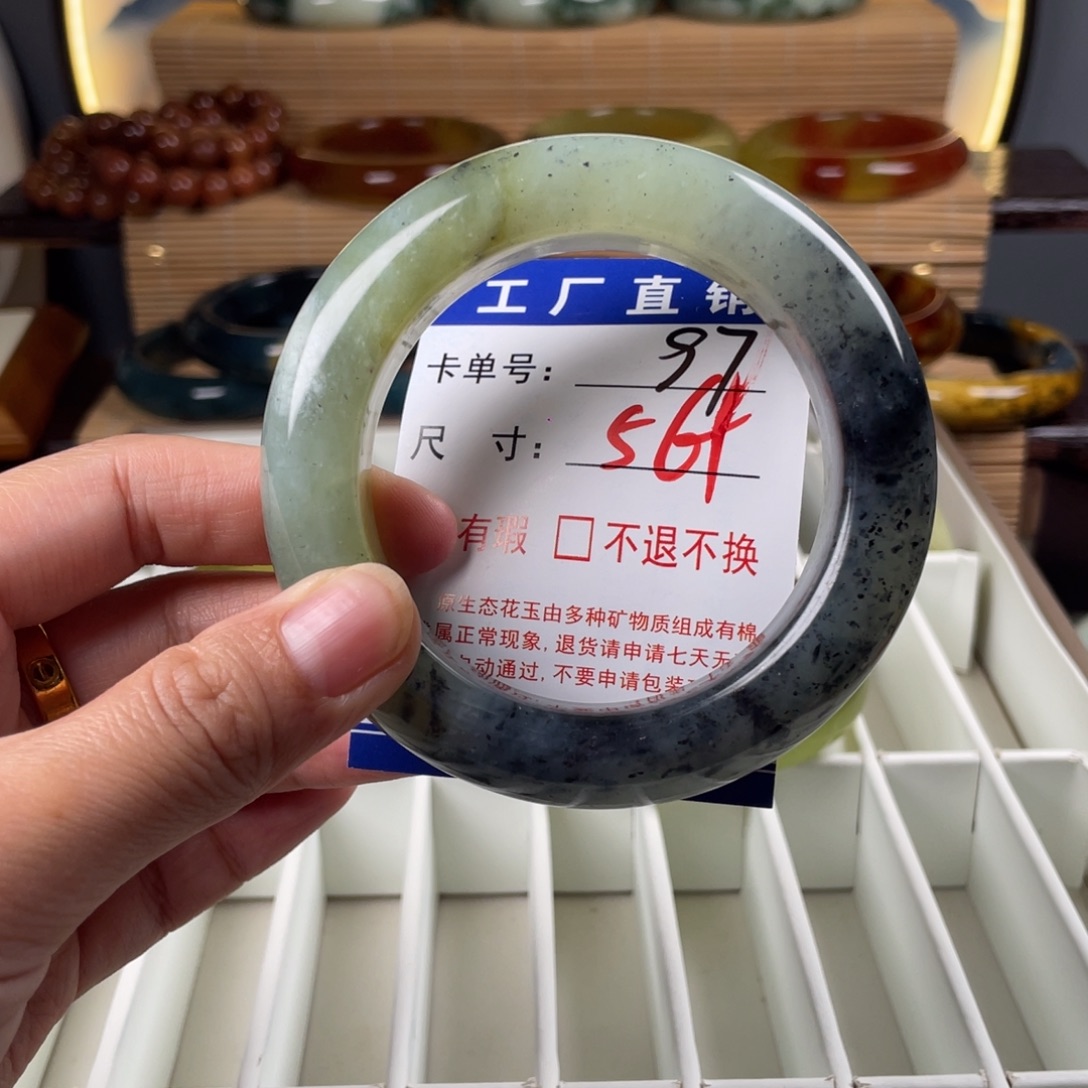 工厂直销
卡单号: 97
尺 寸: 56
有瑕 □不退不换
原生态花玉由多种矿物质组成有棉
属正常现象,退货请申请七天无
自动通过,不要申请包装